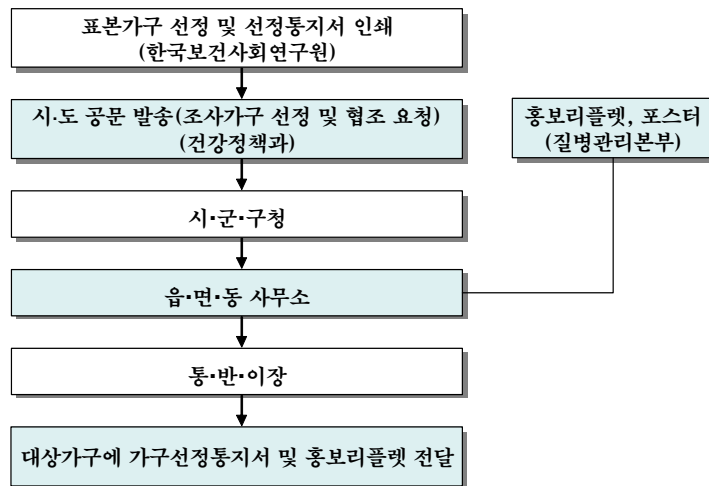 표본가구 선정 및 선정통지서 인쇄
(한국보건사회연구원)
시·도 공문 발송(조사가구 선정 및 협조 요청)
(건강정책과)
홍보리플렛, 포스터
(질병관리본부)
시·군·구청
읍·면·동 사무소
통·반·이장
대상가구에 가구선정통지서 및 홍보리플렛 전달